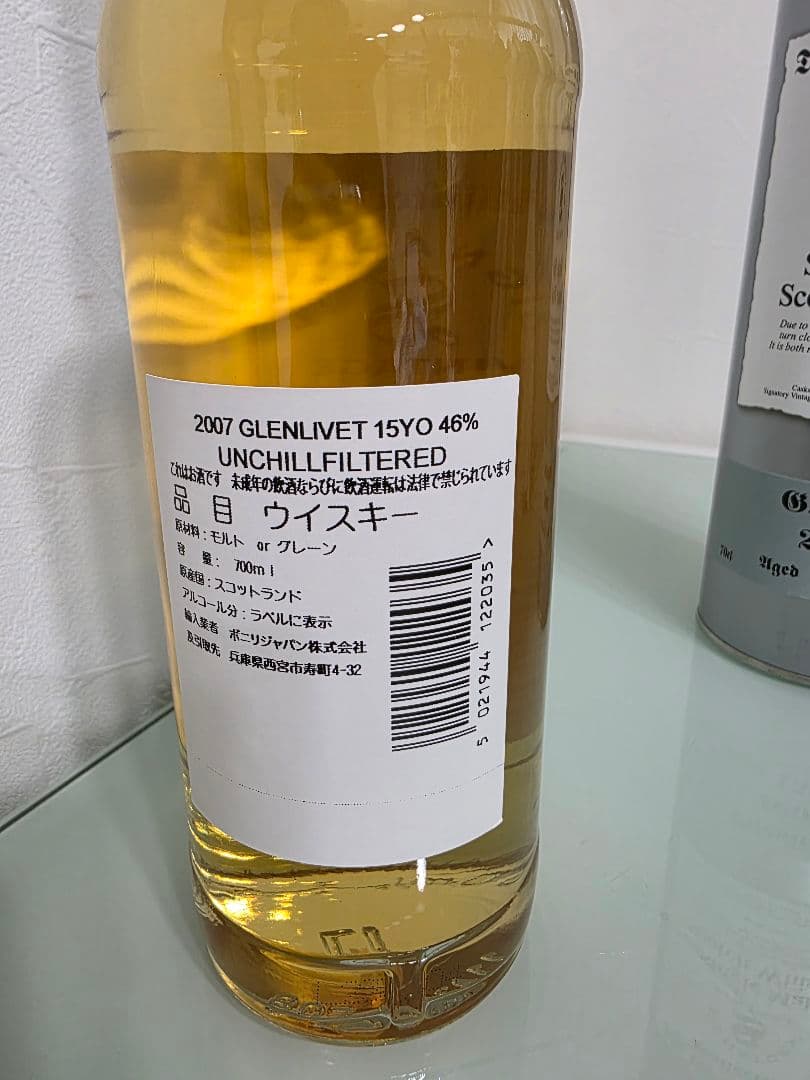 2007 GLENLIVET 15YO 46%
UNCHILLFILTERED
これはお酒です 未成年の飲酒ならびに飲酒運転は法律で禁じられています
品 目 ウイスキー
原材料：モルト or グレーン
容 量： 700ml
原産国：スコットランド
アルコール分：ラベルに表示
輸入業者 ボニリジャパン株式会社
及引取先 兵庫県西宮市寿町4-32
5 021944 122035 >
Due to
turn clo
It is both
Signatory Vintag
70cl
Aged